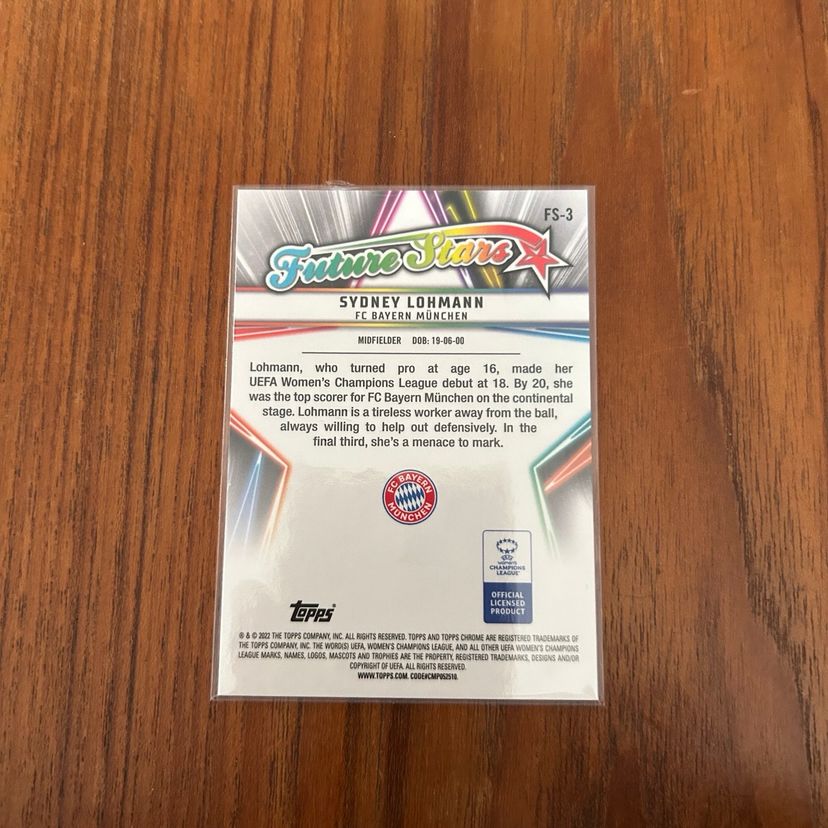 FS-3
Future Stars
SYDNEY LOHMANN
FC BAYERN MÜNCHEN
MIDFIELDER DOB: 19-06-00
Lohmann, who turned pro at age 16, made her
UEFA Women's Champions League debut at 18. By 20, she
was the top scorer for FC Bayern München on the continental
stage. Lohmann is a tireless worker away from the ball,
always willing to help out defensively. In the
final third, she's a menace to mark.
FC BAYERN
MÜNCHEN
WOMEN'S
CHAMPIONS
LEAGUE
OFFICIAL
LICENSED
PRODUCT
topps
® & © 2022 THE TOPPS COMPANY, INC. ALL RIGHTS RESERVED. TOPPS AND TOPPS CHROME ARE REGISTERED TRADEMARKS OF
THE TOPPS COMPANY, INC. THE WORD(S) UEFA, WOMEN'S CHAMPIONS LEAGUE, AND ALL OTHER UEFA WOMEN'S CHAMPIONS
LEAGUE MARKS, NAMES, LOGOS, MASCOTS AND TROPHIES ARE THE PROPERTY, REGISTERED TRADEMARKS, DESIGNS AND/OR
COPYRIGHT OF UEFA. ALL RIGHTS RESERVED.
WWW.TOPPS.COM. CODE#CMP052510.